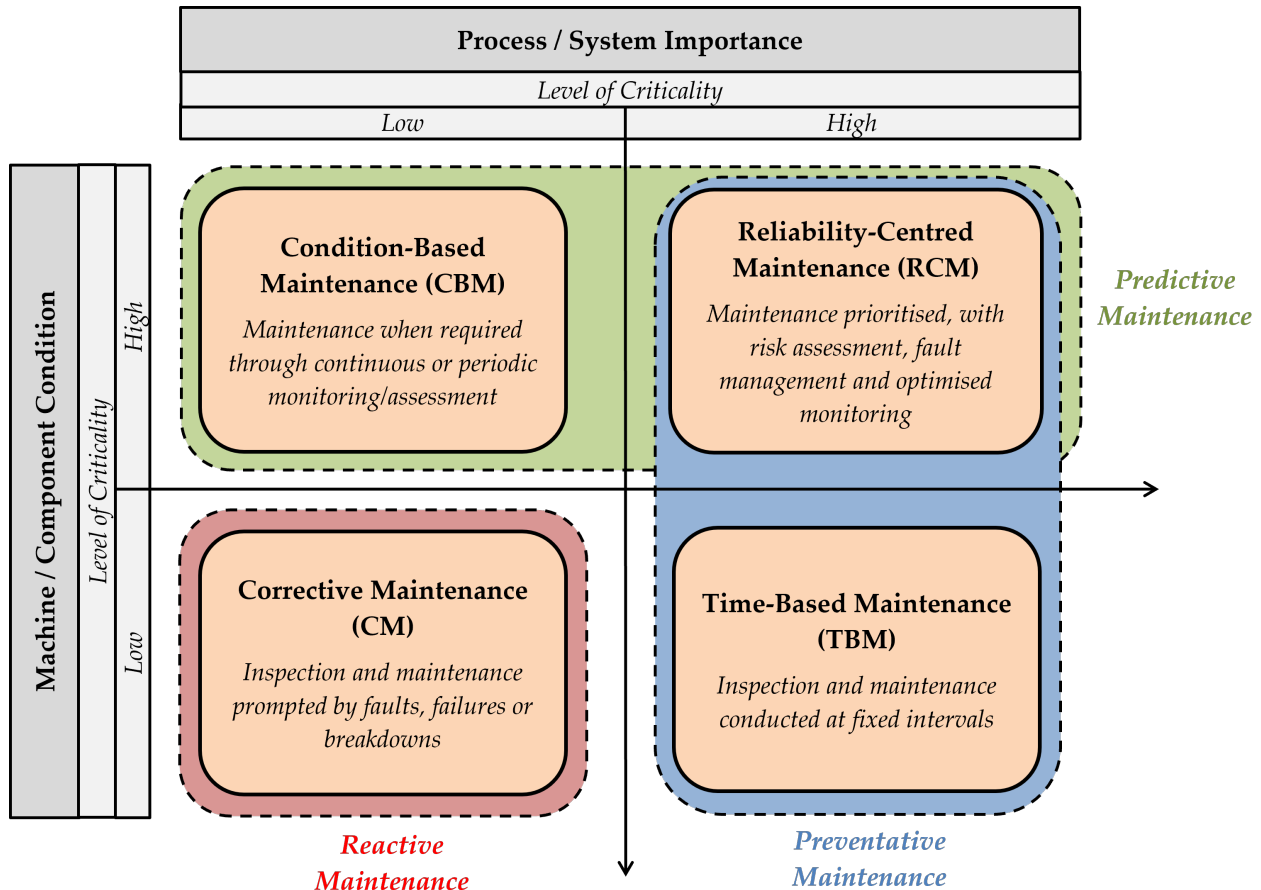 Process / System Importance
Level of Criticality
Low
High
Machine / Component Condition
Level of Criticality
High
Low
Condition-Based
Maintenance (CBM)
Maintenance when required
through continuous or periodic
monitoring/assessment
Reliability-Centred
Maintenance (RCM)
Maintenance prioritised, with
risk assessment, fault
management and optimised
monitoring
Predictive
Maintenance
Corrective Maintenance
(CM)
Inspection and maintenance
prompted by faults, failures or
breakdowns
Time-Based Maintenance
(TBM)
Inspection and maintenance
conducted at fixed intervals
Reactive
Maintenance
Preventative
Maintenance